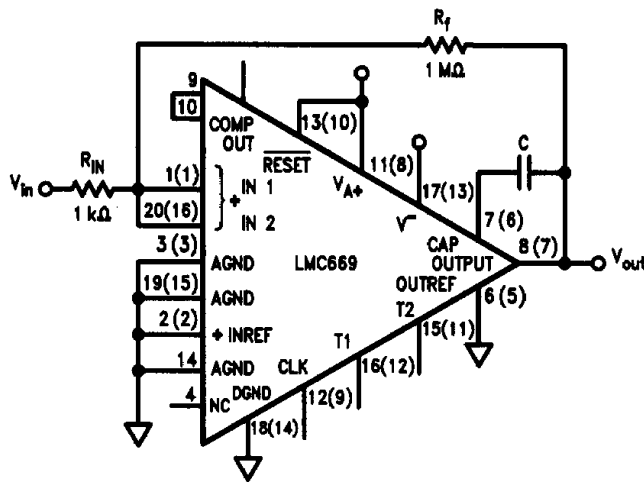 R_f
1 MΩ
9
10
COMP
OUT
13(10)
RESET
11(8)
V_A+
17(13)
V⁻
C
7 (6)
CAP
R_IN
V_in
1 kΩ
1(1)
+
IN 1
20(16)
IN 2
3 (3)
AGND
LMC669
OUTPUT
8 (7)
V_out
19(15)
AGND
OUTREF
6 (5)
2 (2)
+ INREF
T2
15(11)
T1
16(12)
14
AGND
CLK
12(9)
4
NC
DGND
18(14)